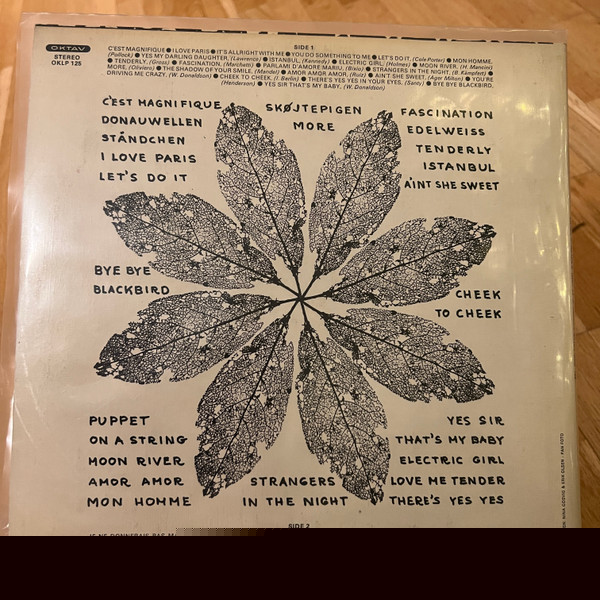 OKTAV
STEREO
OKLP 125
SIDE 1
C'EST MAGNIFIQUE ● I LOVE PARIS ● IT'S ALLRIGHT WITH ME ● YOU DO SOMETHING TO ME ● LET'S DO IT, (Cole Porter) ● MON HOMME,
(Pollock) ● YES MY DARLING DAUGHTER, (Lawrence) ● ISTANBUL, (Kennedy) ● ELECTRIC GIRL, (Holmes) ● MOON RIVER, (H. Mancini)
● TENDERLY, (Gross) ● FASCINATION, (Marchetti) ● PARLAMI D'AMORE MARIU, (Bixio) ● STRANGERS IN THE NIGHT, (B. Kämpfert) ●
MORE, (Oliviero) ● THE SHADOW OF YOUR SMILE, (Mandel) ● AMOR AMOR AMOR, (Ruiz) ● AIN'T SHE SWEET, (Ager Milton) ● YOU'RE
DRIVING ME CRAZY, (W. Donaldson) ● CHEEK TO CHEEK, (I. Berlin) ● THERE'S YES YES IN YOUR EYES, (Santly) ● BYE BYE BLACKBIRD,
(Henderson) ● YES SIR THAT'S MY BABY, (W. Donaldson)
C'EST MAGNIFIQUE
DONAUWELLEN
STÄNDCHEN
I LOVE PARIS
LET'S DO IT
SKØJTEPIGEN
MORE
FASCINATION
EDELWEISS
TENDERLY
ISTANBUL
A'INT SHE SWEET
BYE BYE
BLACKBIRD
CHEEK
TO CHEEK
PUPPET
ON A STRING
MOON RIVER
AMOR AMOR
MON HOMME
STRANGERS
IN THE NIGHT
YES SIR
THAT'S MY BABY
ELECTRIC GIRL
LOVE ME TENDER
THERE'S YES YES
SIDE 2